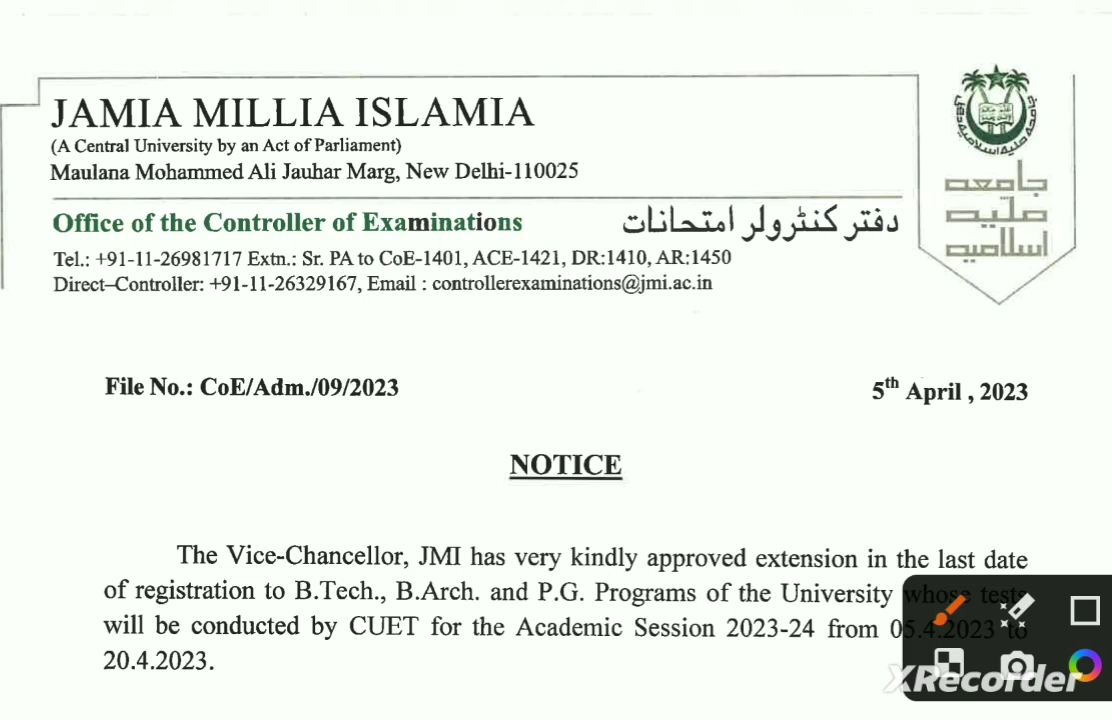 JAMIA MILLIA ISLAMIA
(A Central University by an Act of Parliament)
Maulana Mohammed Ali Jauhar Marg, New Delhi-110025
جامعه
ملیه
اسلامیه
Office of the Controller of Examinations دفتر کنٹرولر امتحانات
Tel.: +91-11-26981717 Extn.: Sr. PA to CoE-1401, ACE-1421, DR:1410, AR:1450
Direct–Controller: +91-11-26329167, Email : controllerexaminations@jmi.ac.in
File No.: CoE/Adm./09/2023 5th April , 2023
NOTICE
The Vice-Chancellor, JMI has very kindly approved extension in the last date
of registration to B.Tech., B.Arch. and P.G. Programs of the University whose tests
will be conducted by CUET for the Academic Session 2023-24 from 05.4.2023 to
20.4.2023.
XRecorder